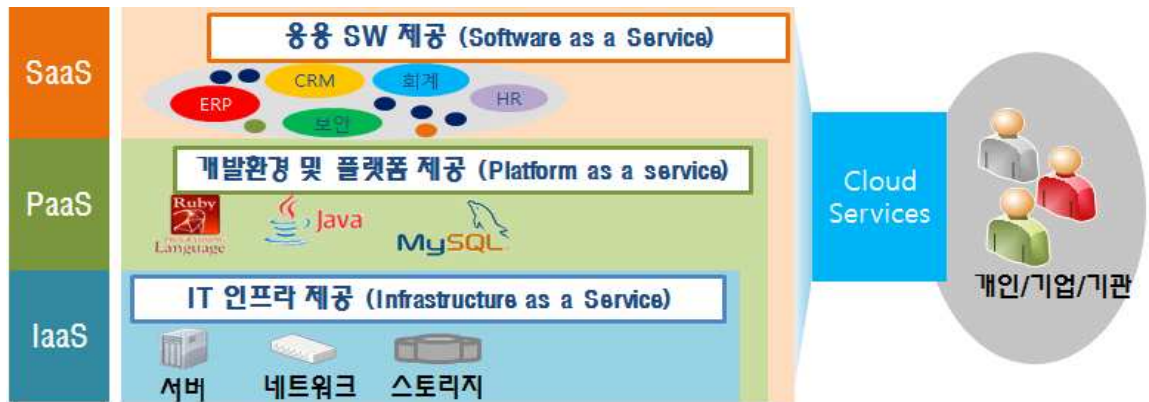 SaaS
응용 SW 제공 (Software as a Service)
CRM
회계
ERP
HR
보안
PaaS
개발환경 및 플랫폼 제공 (Platform as a service)
Ruby
Language
Java
MySQL
IaaS
IT 인프라 제공 (Infrastructure as a Service)
서버
네트워크
스토리지
Cloud
Services
개인/기업/기관